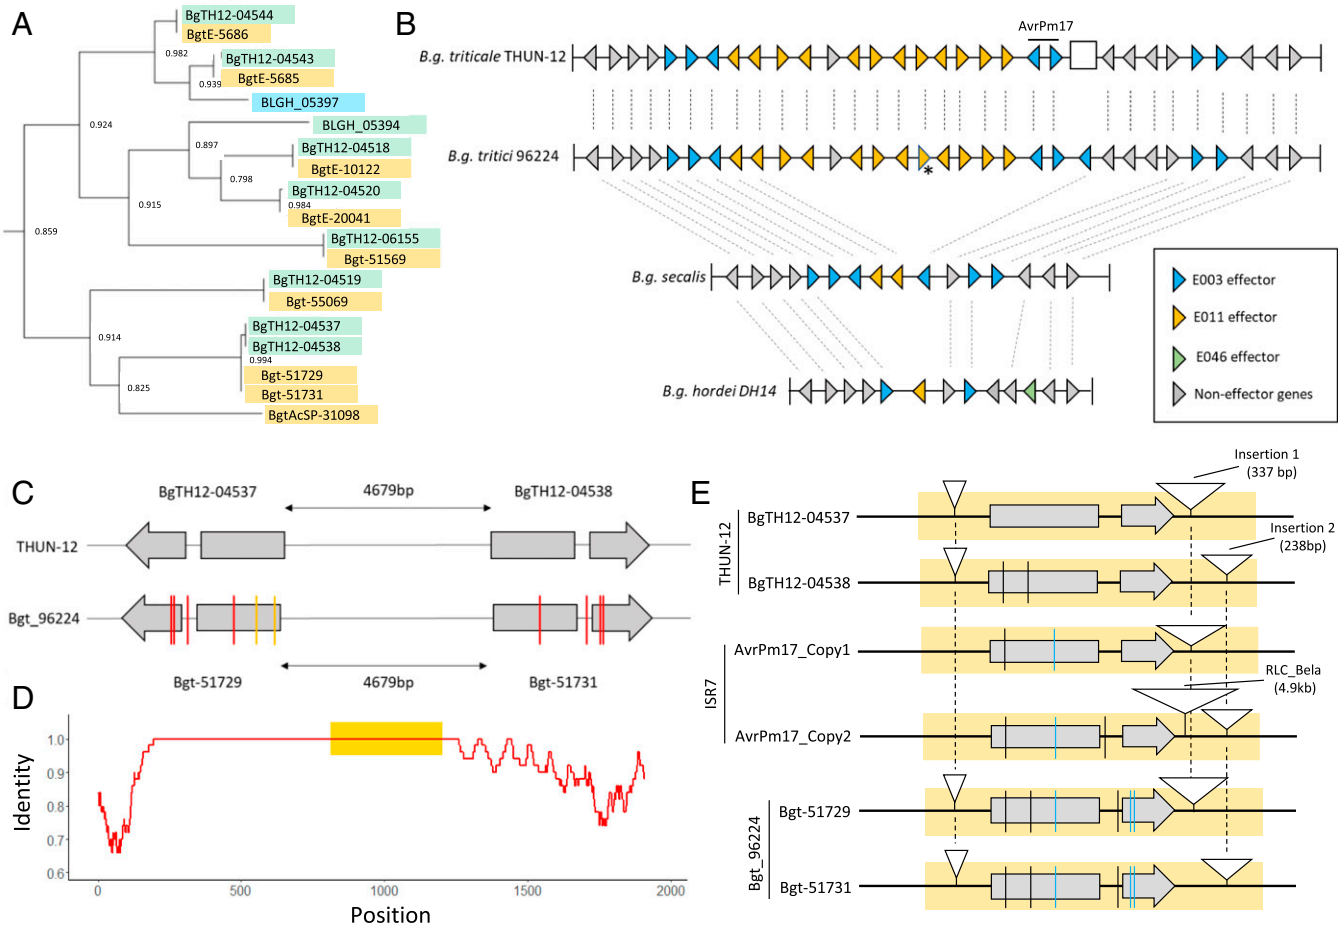 A
BgTH12-04544
BgtE-5686
0.982
BgTH12-04543
0.939
BgtE-5685
BLGH_05397
0.924
BLGH_05394
0.897
BgTH12-04518
BgtE-10122
0.798
BgTH12-04520
0.984
BgtE-20041
0.915
0.859
BgTH12-06155
Bgt-51569
BgTH12-04519
Bgt-55069
0.914
BgTH12-04537
BgTH12-04538
0.994
Bgt-51729
0.825
Bgt-51731
BgtAcSP-31098
B
AvrPm17
B.g. triticale THUN-12
B.g. tritici 96224
*
B.g. secalis
B.g. hordei DH14
E003 effector
E011 effector
E046 effector
Non-effector genes
C
BgTH12-04537
4679bp
BgTH12-04538
THUN-12
Bgt_96224
Bgt-51729
4679bp
Bgt-51731
D
Identity
1.0
0.9
0.8
0.7
0.6
0
500
1000
1500
2000
Position
E
Insertion 1
(337 bp)
THUN-12
BgTH12-04537
Insertion 2
(238bp)
BgTH12-04538
ISR7
AvrPm17_Copy1
RLC_Bela
(4.9kb)
AvrPm17_Copy2
Bgt_96224
Bgt-51729
Bgt-51731